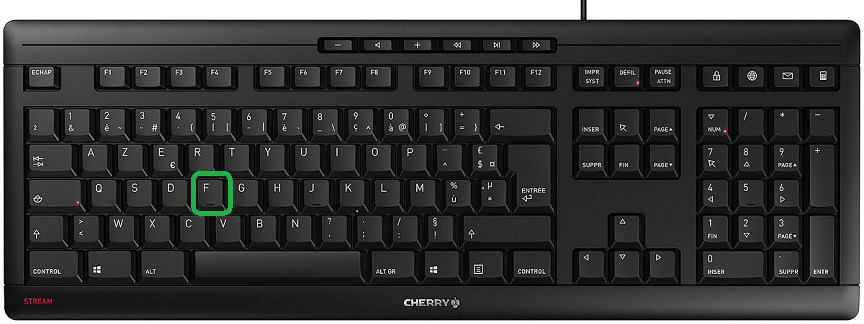 − +
ECHAP F1 F2 F3 F4 F5 F6 F7 F8 F9 F10 F11 F12 IMPR SYST DÉFIL PAUSE ATTN
² 1 & 2 é ~ 3 " # 4 ' { 5 ( [ 6 - | 7 è ` 8 _ \ 9 ç ^ 0 à @ ° ) ] + = } INSER PAGE▲ NUM / * −
A Z E € R T Y U I O P ¨ ^ £ $ ¤ ENTRÉE SUPPR FIN PAGE▼ 7 8 9 PAGE▲ +
Q S D F G H J K L M % ù µ * 4 5 6
> < W X C V B N ? , . ; / : § ! 1 FIN 2 3 PAGE▼
CONTROL ALT ALT GR CONTROL 0 INSER . SUPPR ENTR
STREAM CHERRY